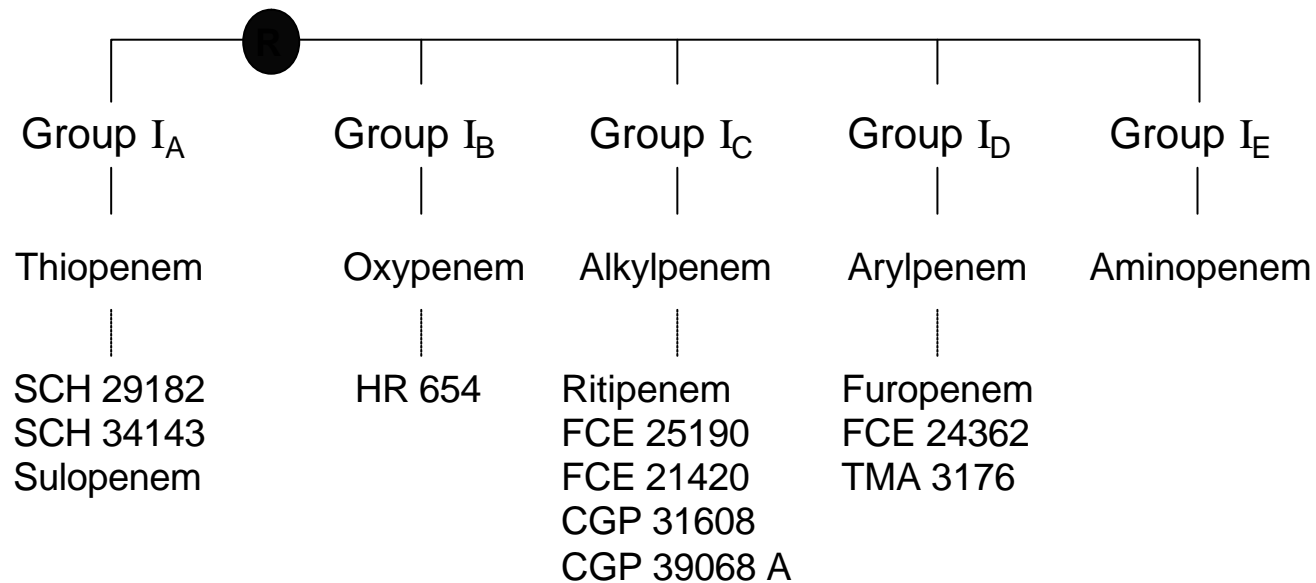 R
Group I_A
Group I_B
Group I_C
Group I_D
Group I_E
Thiopenem
Oxypenem
Alkylpenem
Arylpenem
Aminopenem
SCH 29182
SCH 34143
Sulopenem
HR 654
Ritipenem
FCE 25190
FCE 21420
CGP 31608
CGP 39068 A
Furopenem
FCE 24362
TMA 3176